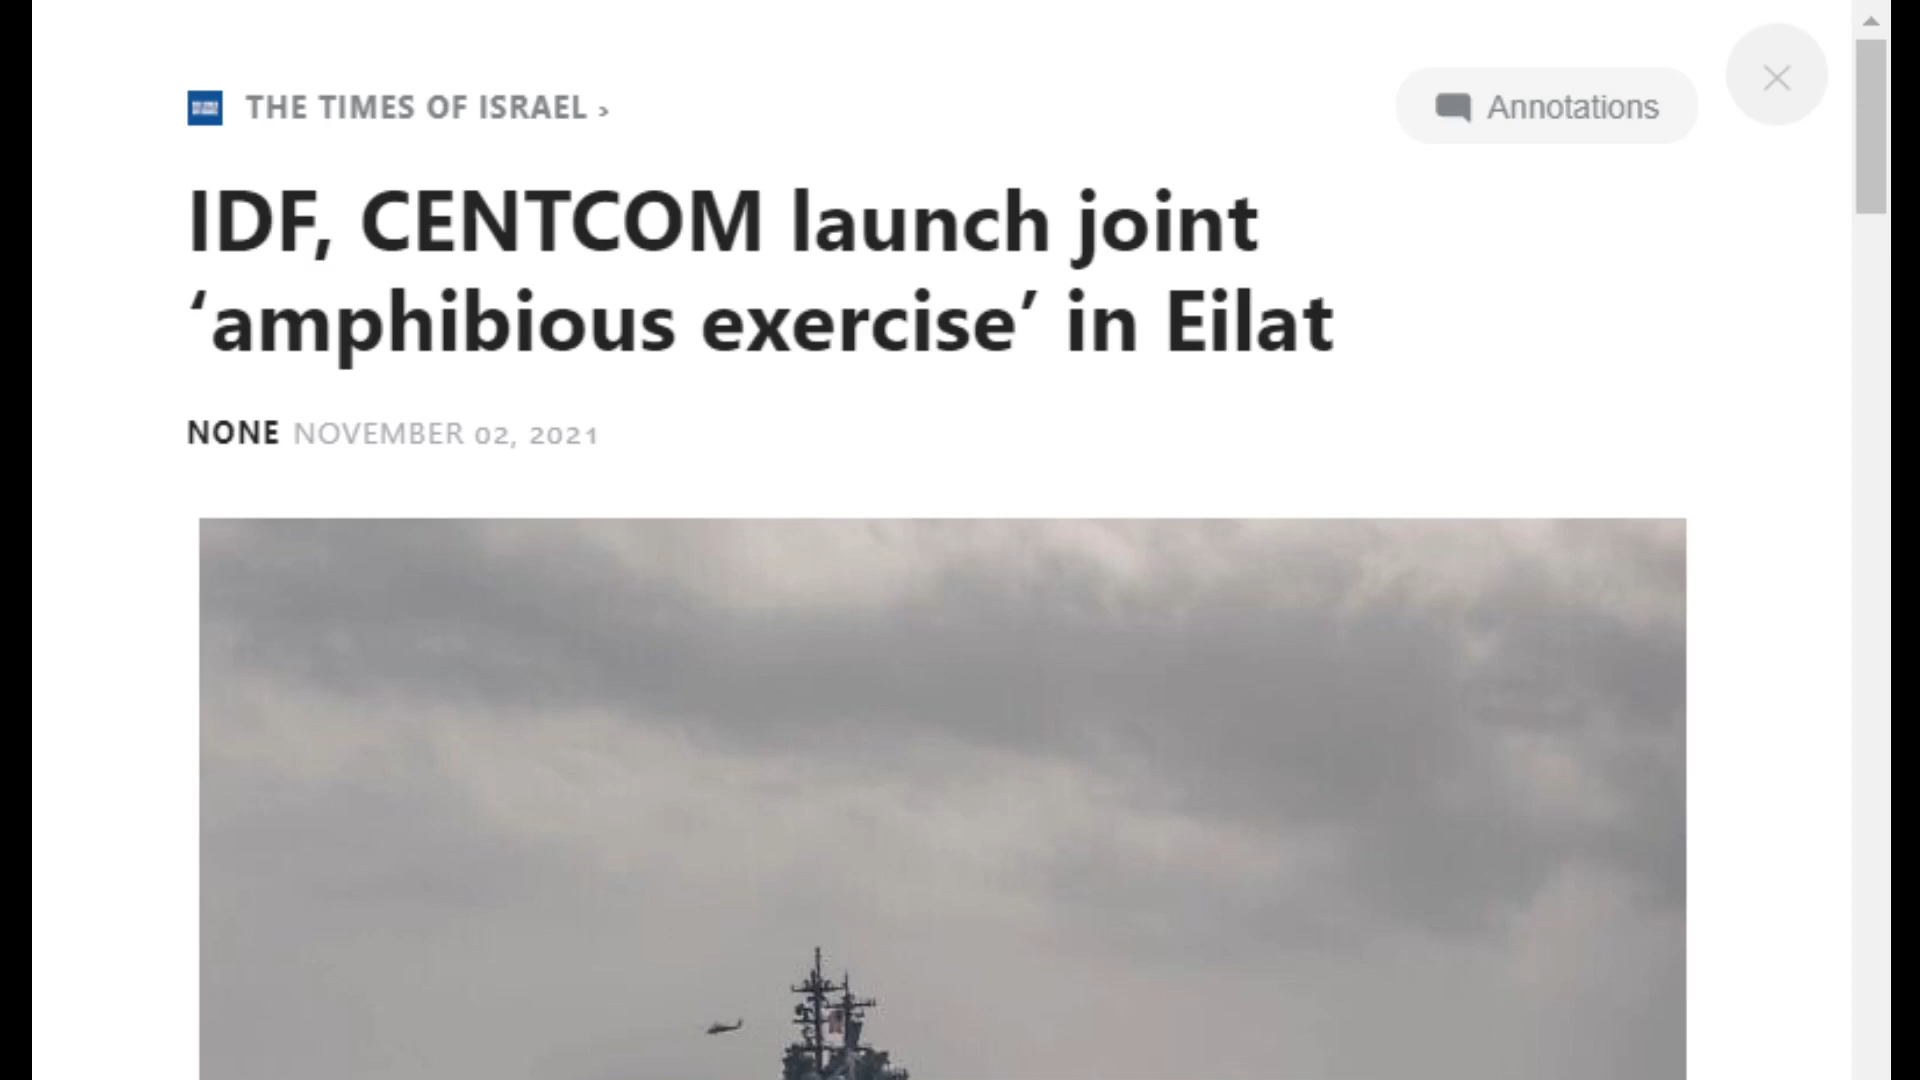 THE TIMES OF ISRAEL ›
Annotations
IDF, CENTCOM launch joint
‘amphibious exercise’ in Eilat
NONE NOVEMBER 02, 2021